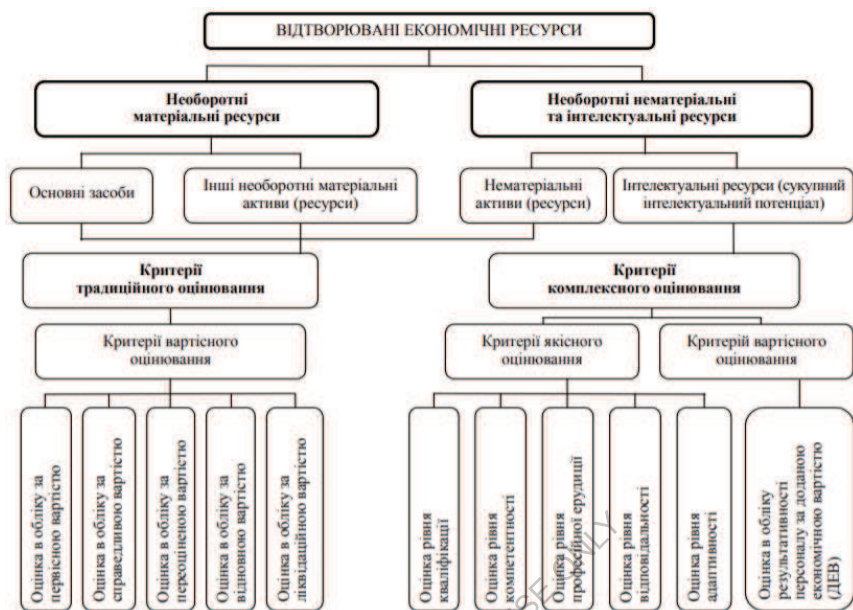 ВІДТВОРЮВАНІ ЕКОНОМІЧНІ РЕСУРСИ
Необоротні
матеріальні ресурси
Необоротні нематеріальні
та інтелектуальні ресурси
Основні засоби
Інші необоротні матеріальні
активи (ресурси)
Нематеріальні
активи (ресурси)
Інтелектуальні ресурси (сукупний
інтелектуальний потенціал)
Критерії
традиційного оцінювання
Критерії
комплексного оцінювання
Критерії вартісного
оцінювання
Критерії якісного
оцінювання
Критерій вартісного
оцінювання
Оцінка в обліку за
первісною вартістю
Оцінка в обліку за
справедливою вартістю
Оцінка в обліку за
переоціненою вартістю
Оцінка в обліку за
відновною вартістю
Оцінка в обліку за
ліквідаційною вартістю
Оцінка рівня
кваліфікації
Оцінка рівня
компетентності
Оцінка рівня
професійної ерудиції
Оцінка рівня
відповідальності
Оцінка рівня
адаптивності
Оцінка в обліку
результативності
персоналу за доданою
економічною вартістю
(ДЕВ)
USE ONLY